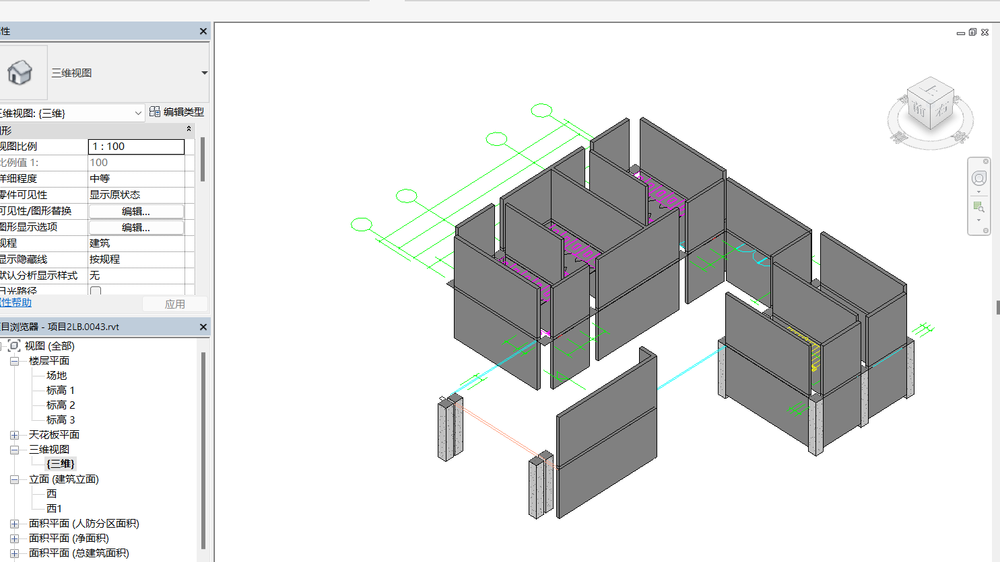 性
三维视图
三维视图: {三维}
编辑类型
图形
视图比例
1 : 100
比例值 1:
100
详细程度
中等
零件可见性
显示原状态
可见性/图形替换
编辑...
图形显示选项
编辑...
规程
建筑
显示隐藏线
按规程
默认分析显示样式
无
日光路径
属性帮助
应用
项目浏览器 - 项目2LB.0043.rvt
视图 (全部)
楼层平面
场地
标高 1
标高 2
标高 3
天花板平面
三维视图
{三维}
立面 (建筑立面)
西
西1
面积平面 (人防分区面积)
面积平面 (净面积)
面积平面 (总建筑面积)
上
前
右